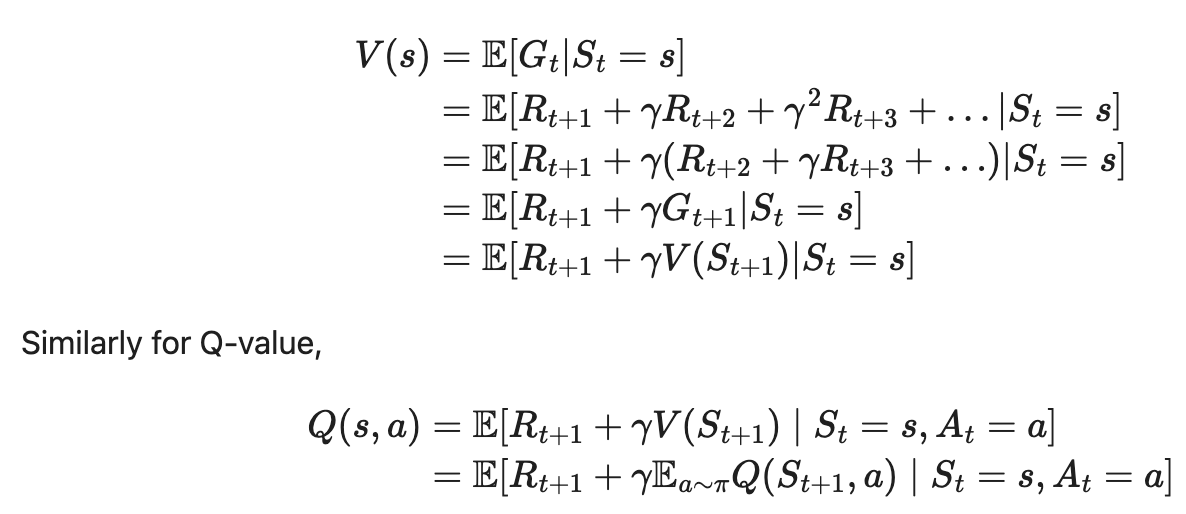 V(s) = 𝔼[G_t|S_t = s]
= 𝔼[R_{t+1} + γR_{t+2} + γ²R_{t+3} + …|S_t = s]
= 𝔼[R_{t+1} + γ(R_{t+2} + γR_{t+3} + …)|S_t = s]
= 𝔼[R_{t+1} + γG_{t+1}|S_t = s]
= 𝔼[R_{t+1} + γV(S_{t+1})|S_t = s]
Similarly for Q-value,
Q(s, a) = 𝔼[R_{t+1} + γV(S_{t+1}) | S_t = s, A_t = a]
= 𝔼[R_{t+1} + γ𝔼_{a∼π}Q(S_{t+1}, a) | S_t = s, A_t = a]